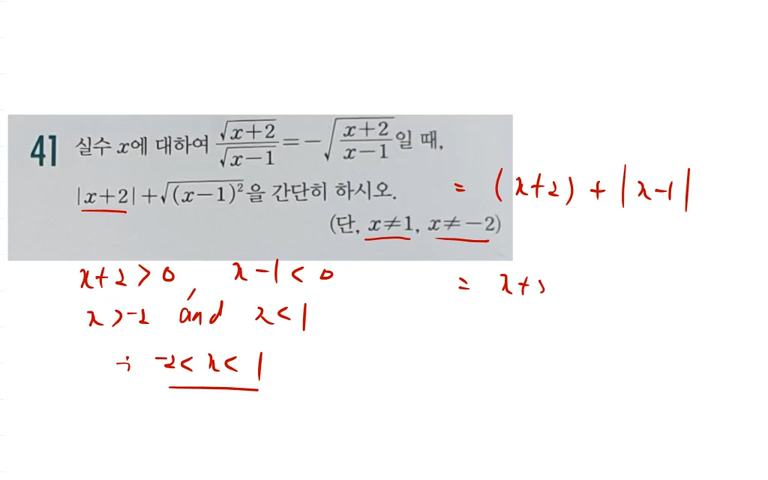 41 실수 x에 대하여 √(x+2)/√(x−1) = −√((x+2)/(x−1)) 일 때,
|x+2|+√(x−1)²을 간단히 하시오.
= (x+2) + |x-1|
(단, x≠1, x≠−2)
x+2>0, x-1<0
= x+
x>-2 and x<1
-2<x<1